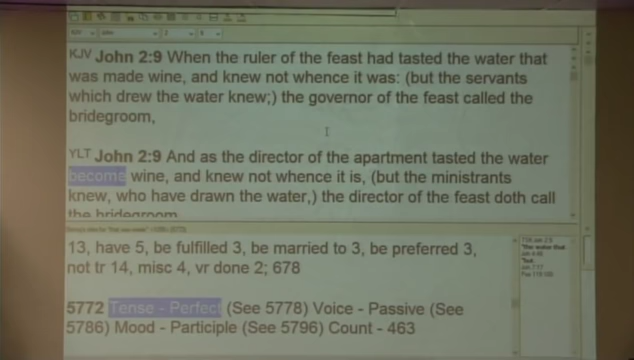 KJV John 2:9 When the ruler of the feast had tasted the water that
was made wine, and knew not whence it was: (but the servants
which drew the water knew;) the governor of the feast called the
bridegroom,
YLT John 2:9 And as the director of the apartment tasted the water
become wine, and knew not whence it is, (but the ministrants
knew, who have drawn the water,) the director of the feast doth call
the bridegroom
13, have 5, be fulfilled 3, be married to 3, be preferred 3,
not tr 14, misc 4, vr done 2; 678
5772 Tense - Perfect (See 5778) Voice - Passive (See
5786) Mood - Participle (See 5796) Count - 463